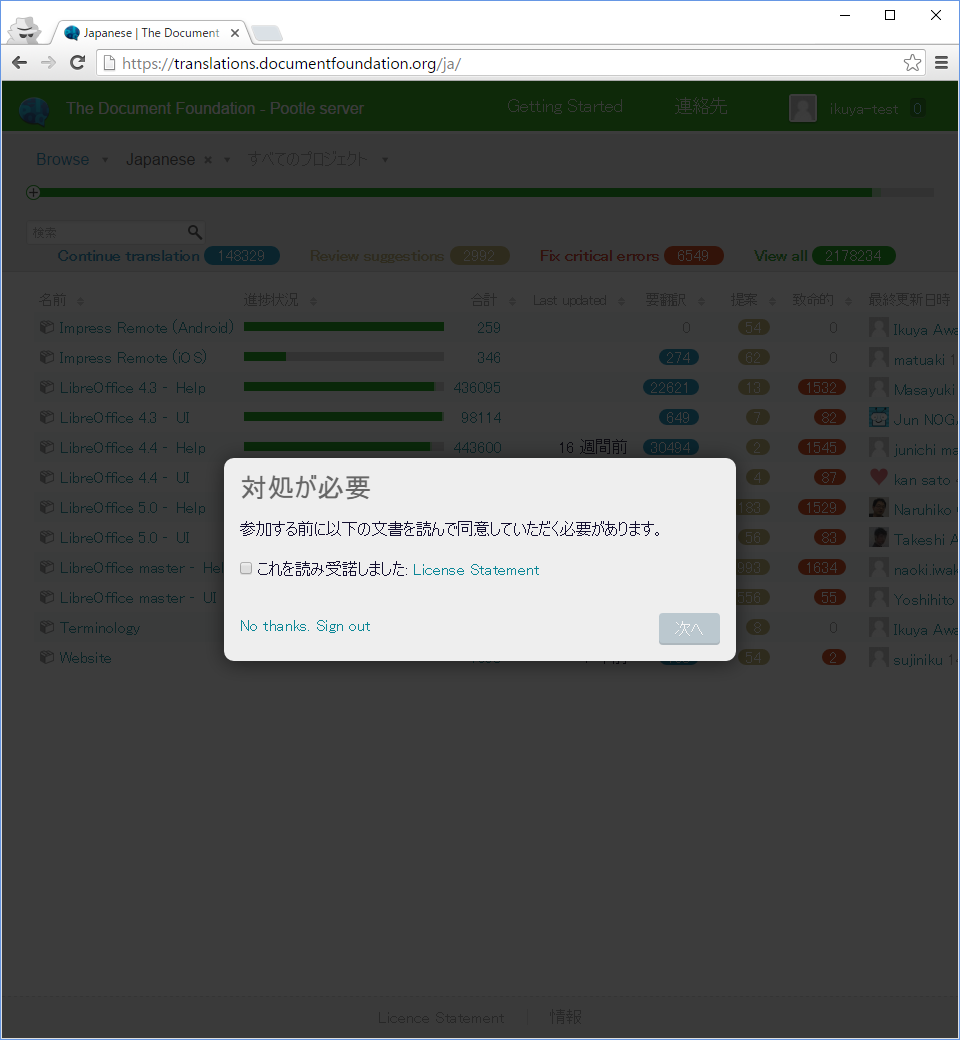 Japanese | The Document
https://translations.documentfoundation.org/ja/
The Document Foundation - Pootle server Getting Started 連絡先 ikuya-test 0
Browse Japanese × すべてのプロジェクト
検索
Continue translation 148329 Review suggestions 2992 Fix critical errors 6549 View all 2178234
名前 進捗状況 合計 Last updated 要翻訳 提案 致命的 最終更新日時
Impress Remote (Android) 259 0 54 0 Ikuya Awa
Impress Remote (iOS) 346 274 62 0 matuaki 1
LibreOffice 4.3 - Help 436095 22621 13 1532 Masayuki
LibreOffice 4.3 - UI 98114 649 7 82 Jun NOG
LibreOffice 4.4 - Help 443600 16 週間前 30494 2 1545 junichi ma
LibreOffice 4.4 - UI 4 87 kan sato
LibreOffice 5.0 - Help 183 1529 Naruhiko
LibreOffice 5.0 - UI 56 83 Takeshi A
LibreOffice master - Hel 993 1634 naoki.iwak
LibreOffice master - UI 556 55 Yoshihito
Terminology 8 0 Ikuya Awa
Website 54 2 sujiniku 14
対処が必要
参加する前に以下の文書を読んで同意していただく必要があります。
これを読み受諾しました: License Statement
No thanks. Sign out 次へ
Licence Statement 情報